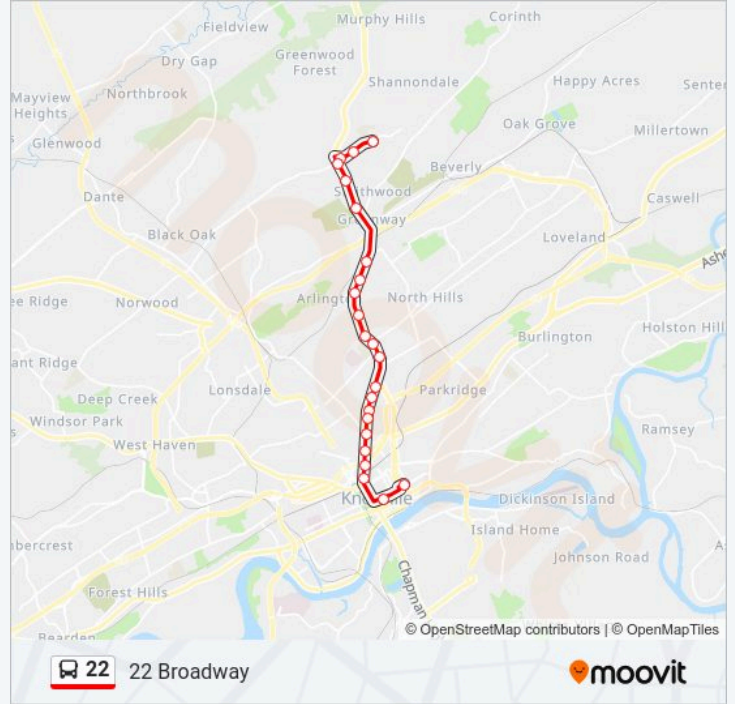 Murphy Hills
Corinth
Fieldview
Dry Gap
Greenwood
Forest
Shannondale
Happy Acres
Mayview
Heights
Northbrook
Oak Grove
Millertown
Glenwood
Beverly
Dante
Caswell
Black Oak
Loveland
Norwood
Arlingt
North Hills
Burlington
Holston Hill
Deep Creek
Lonsdale
Parkridge
Windsor Park
Ramsey
West Haven
Dickinson Island
Island Home
Johnson Road
Forest Hills
Chapman
Bearden
© OpenStreetMap contributors | © OpenMapTiles
22
22 Broadway
moovit